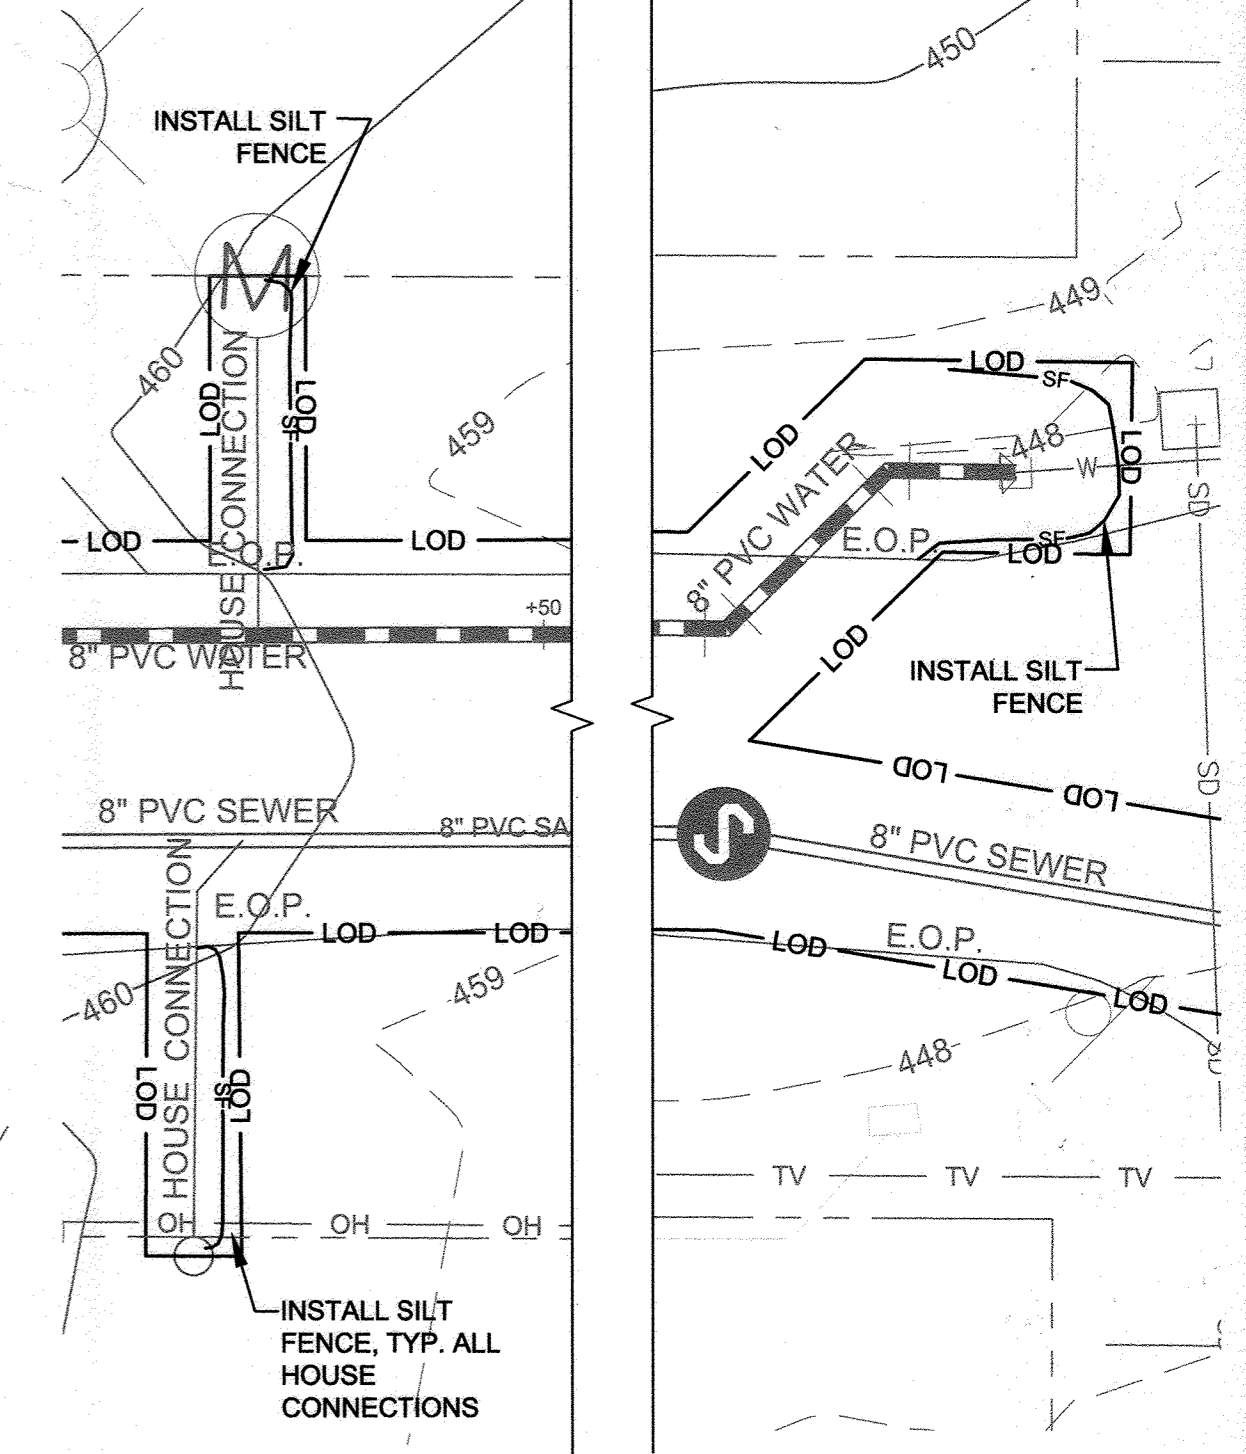 450
INSTALL SILT
FENCE
M
449
460
LOD
SF
LOD
HOUSE CONNECTION
459
LOD
SF
LOD
448
LOD
W
SD
8" PVC WATER
LOD
LOD
E.O.P.
E.O.P.
SF
LOD
+50
8" PVC WATER
LOD
INSTALL SILT
FENCE
LOD
LOD
SD
8" PVC SEWER
8" PVC SA
S
8" PVC SEWER
E.O.P.
LOD
LOD
LOD
E.O.P.
LOD
LOD
460
459
HOUSE CONNECTION
448
SD
LOD
SF
LOD
TV
TV
TV
OH
OH
OH
INSTALL SILT
FENCE, TYP. ALL
HOUSE
CONNECTIONS